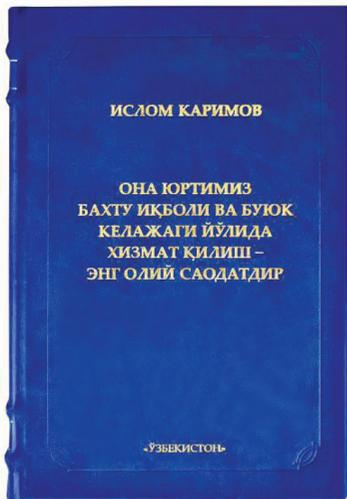 ИСЛОМ КАРИМОВ
ОНА ЮРТИМИЗ
БАХТУ ИҚБОЛИ ВА БУЮК
КЕЛАЖАГИ ЙЎЛИДА
ХИЗМАТ ҚИЛИШ –
ЭНГ ОЛИЙ САОДАТДИР
«ЎЗБЕКИСТОН»